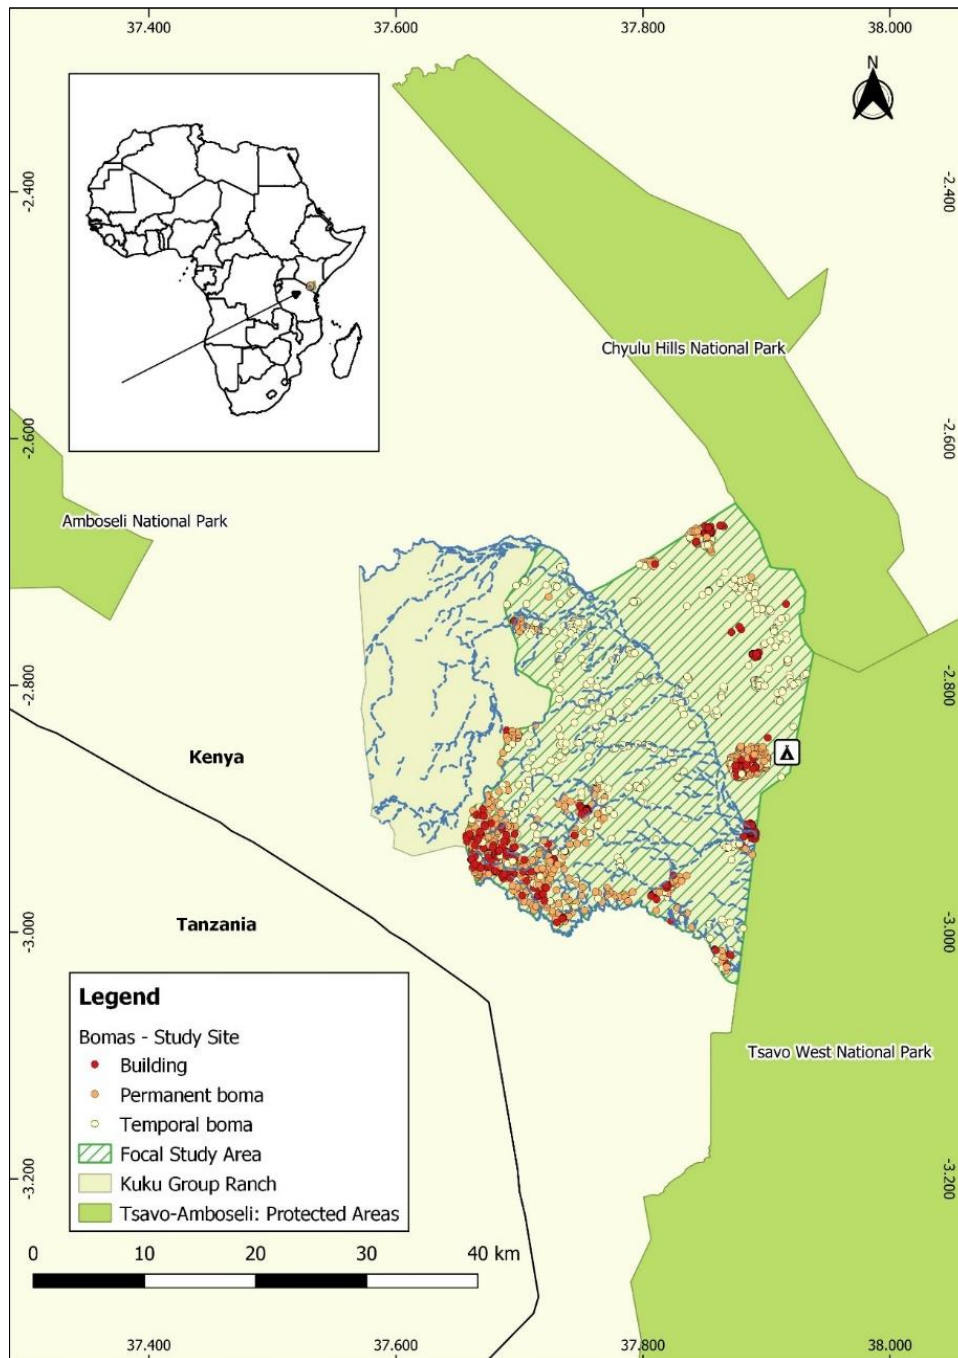 37.400 37.600 37.800 38.000
N
-2.400 -2.400
Chyulu Hills National Park
-2.600 -2.600
Amboseli National Park
-2.800 -2.800
Kenya
Tanzania
-3.000 -3.000
Legend
Bomas - Study Site
Building
Permanent boma
Temporal boma
Focal Study Area
Kuku Group Ranch
Tsavo-Amboseli: Protected Areas
Tsavo West National Park
-3.200 -3.200
0 10 20 30 40 km
37.400 37.600 37.800 38.000